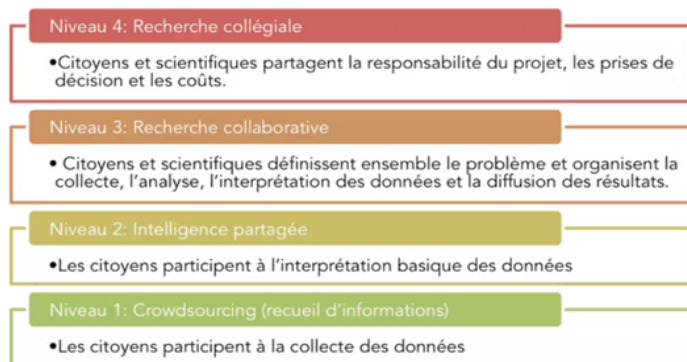 Niveau 4: Recherche collégiale
•Citoyens et scientifiques partagent la responsabilité du projet, les prises de
décision et les coûts.
Niveau 3: Recherche collaborative
• Citoyens et scientifiques définissent ensemble le problème et organisent la
collecte, l'analyse, l'interprétation des données et la diffusion des résultats.
Niveau 2: Intelligence partagée
•Les citoyens participent à l'interprétation basique des données
Niveau 1: Crowdsourcing (recueil d'informations)
•Les citoyens participent à la collecte des données